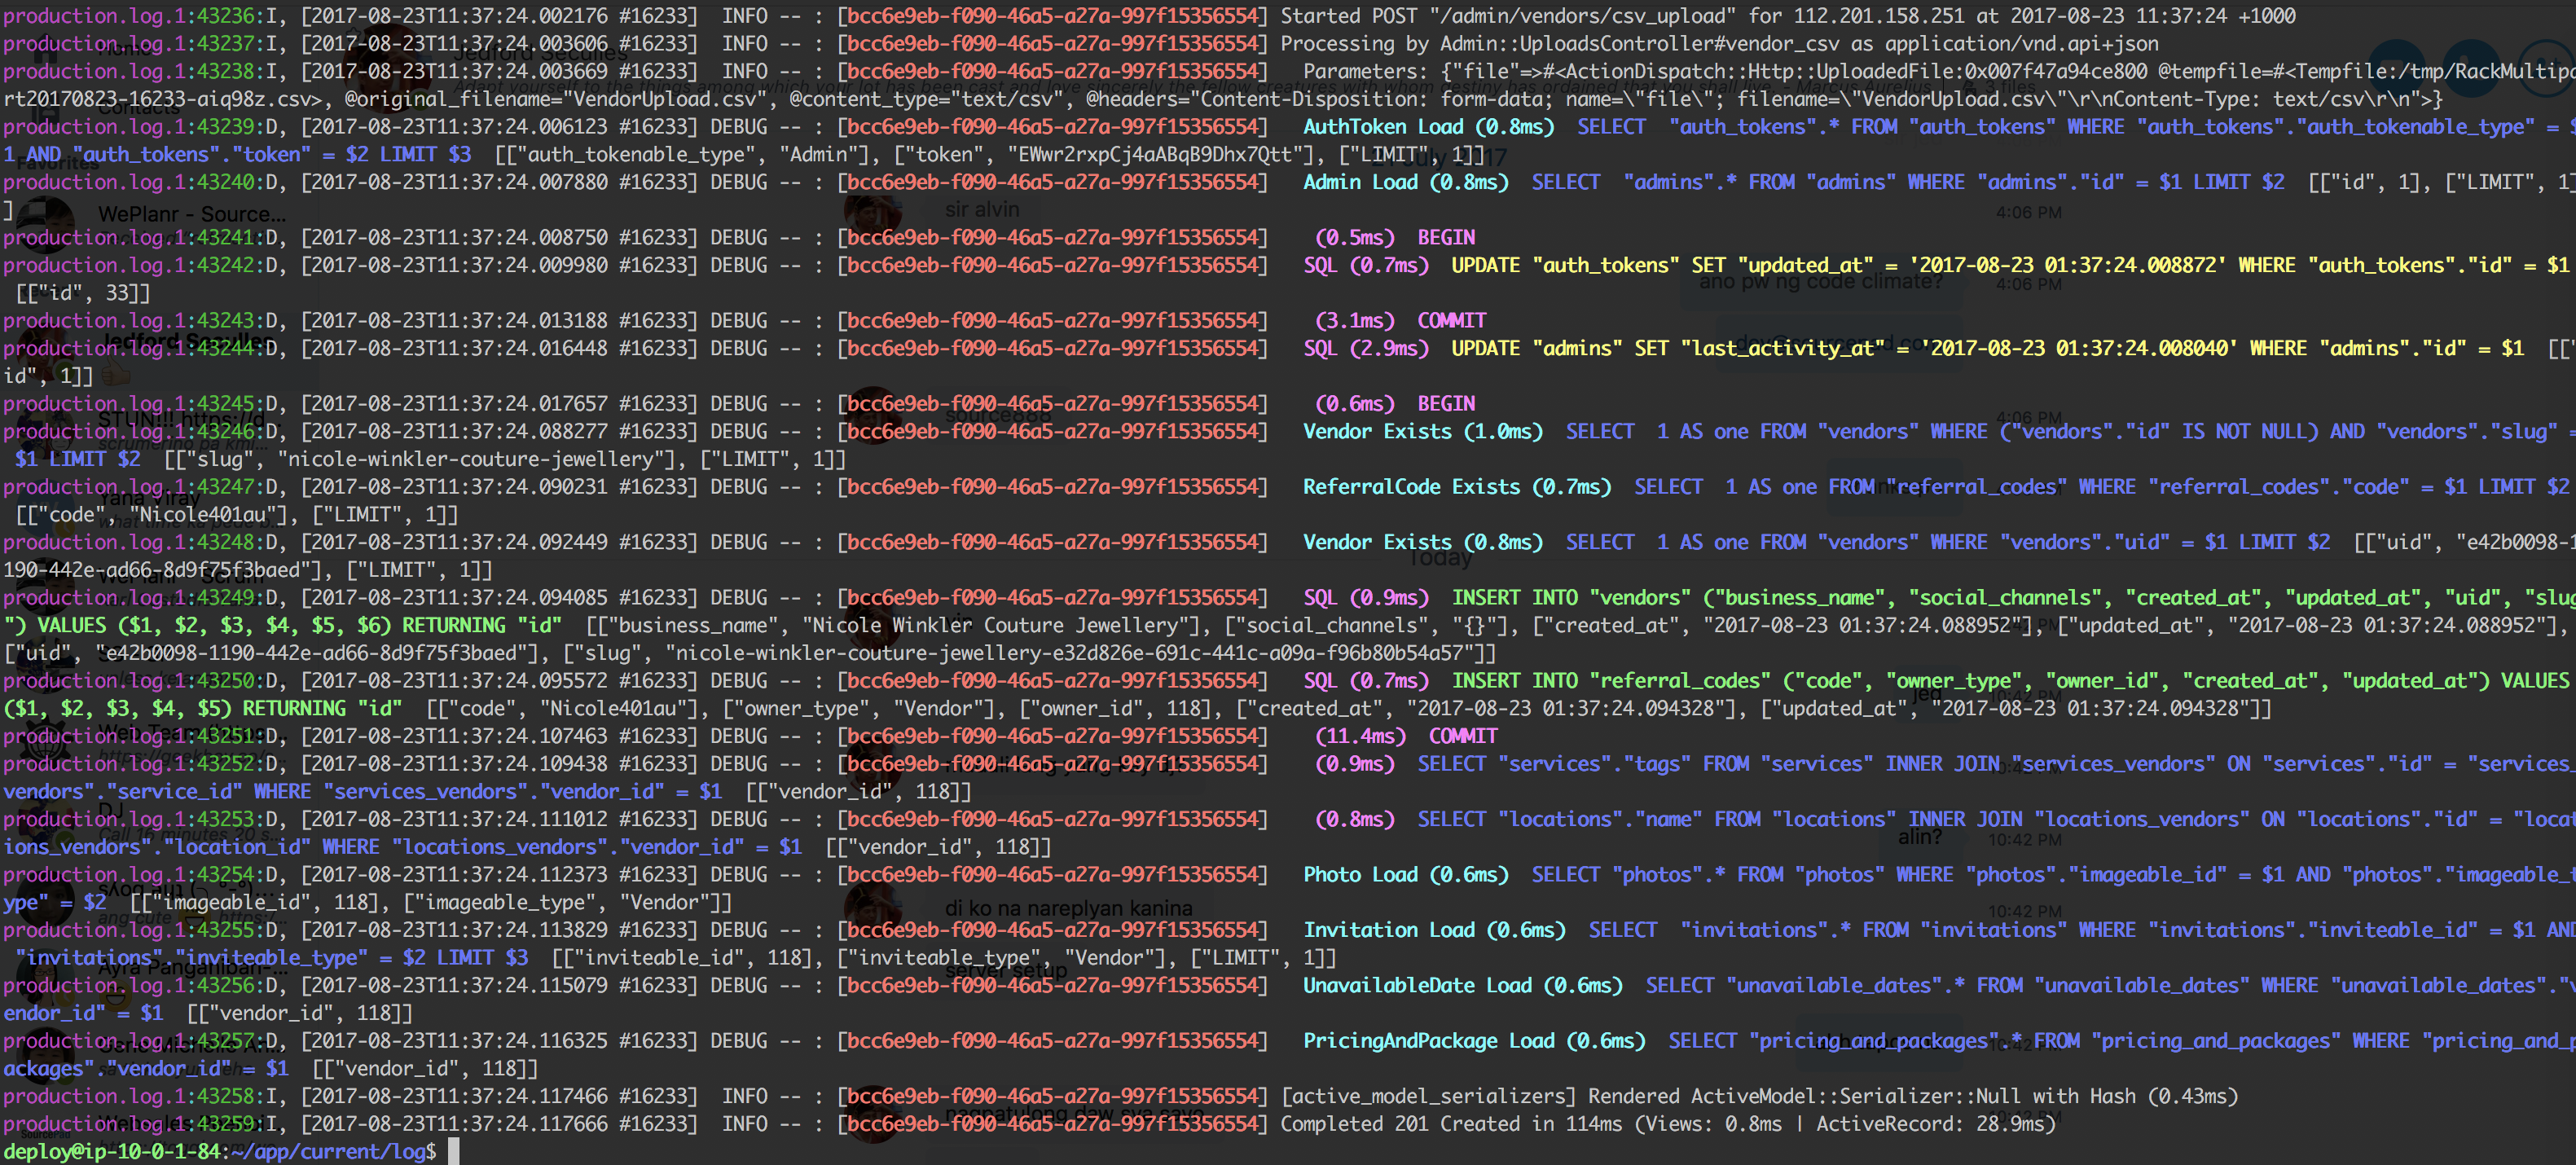 production.log.1:43236:I, [2017-08-23T11:37:24.002176 #16233]  INFO -- : [bcc6e9eb-f090-46a5-a27a-997f15356554] Started POST "/admin/vendors/csv_upload" for 112.201.158.251 at 2017-08-23 11:37:24 +1000
production.log.1:43237:I, [2017-08-23T11:37:24.003606 #16233]  INFO -- : [bcc6e9eb-f090-46a5-a27a-997f15356554] Processing by Admin::UploadsController#vendor_csv as application/vnd.api+json
production.log.1:43238:I, [2017-08-23T11:37:24.003669 #16233]  INFO -- : [bcc6e9eb-f090-46a5-a27a-997f15356554]   Parameters: {"file"=>#<ActionDispatch::Http::UploadedFile:0x007f47a94ce800 @tempfile=#<Tempfile:/tmp/RackMultipa
rt20170823-16233-aiq98z.csv>, @original_filename="VendorUpload.csv", @content_type="text/csv", @headers="Content-Disposition: form-data; name=\"file\"; filename=\"VendorUpload.csv\"\r\nContent-Type: text/csv\r\n">}
production.log.1:43239:D, [2017-08-23T11:37:24.006123 #16233] DEBUG -- : [bcc6e9eb-f090-46a5-a27a-997f15356554]   AuthToken Load (0.8ms)  SELECT  "auth_tokens".* FROM "auth_tokens" WHERE "auth_tokens"."auth_tokenable_type" = $
1 AND "auth_tokens"."token" = $2 LIMIT $3  [["auth_tokenable_type", "Admin"], ["token", "EWwr2rxpCj4aABqB9Dhx7Qtt"], ["LIMIT", 1]]
production.log.1:43240:D, [2017-08-23T11:37:24.007880 #16233] DEBUG -- : [bcc6e9eb-f090-46a5-a27a-997f15356554]   Admin Load (0.8ms)  SELECT  "admins".* FROM "admins" WHERE "admins"."id" = $1 LIMIT $2  [["id", 1], ["LIMIT", 1]
]
production.log.1:43241:D, [2017-08-23T11:37:24.008750 #16233] DEBUG -- : [bcc6e9eb-f090-46a5-a27a-997f15356554]    (0.5ms)  BEGIN
production.log.1:43242:D, [2017-08-23T11:37:24.009980 #16233] DEBUG -- : [bcc6e9eb-f090-46a5-a27a-997f15356554]   SQL (0.7ms)  UPDATE "auth_tokens" SET "updated_at" = '2017-08-23 01:37:24.008872' WHERE "auth_tokens"."id" = $1
 [["id", 33]]
production.log.1:43243:D, [2017-08-23T11:37:24.013188 #16233] DEBUG -- : [bcc6e9eb-f090-46a5-a27a-997f15356554]    (3.1ms)  COMMIT
production.log.1:43244:D, [2017-08-23T11:37:24.016448 #16233] DEBUG -- : [bcc6e9eb-f090-46a5-a27a-997f15356554]   SQL (2.9ms)  UPDATE "admins" SET "last_activity_at" = '2017-08-23 01:37:24.008040' WHERE "admins"."id" = $1  [["
id", 1]]
production.log.1:43245:D, [2017-08-23T11:37:24.017657 #16233] DEBUG -- : [bcc6e9eb-f090-46a5-a27a-997f15356554]    (0.6ms)  BEGIN
production.log.1:43246:D, [2017-08-23T11:37:24.088277 #16233] DEBUG -- : [bcc6e9eb-f090-46a5-a27a-997f15356554]   Vendor Exists (1.0ms)  SELECT  1 AS one FROM "vendors" WHERE ("vendors"."id" IS NOT NULL) AND "vendors"."slug" =
 $1 LIMIT $2  [["slug", "nicole-winkler-couture-jewellery"], ["LIMIT", 1]]
production.log.1:43247:D, [2017-08-23T11:37:24.090231 #16233] DEBUG -- : [bcc6e9eb-f090-46a5-a27a-997f15356554]   ReferralCode Exists (0.7ms)  SELECT  1 AS one FROM "referral_codes" WHERE "referral_codes"."code" = $1 LIMIT $2
 [["code", "Nicole401au"], ["LIMIT", 1]]
production.log.1:43248:D, [2017-08-23T11:37:24.092449 #16233] DEBUG -- : [bcc6e9eb-f090-46a5-a27a-997f15356554]   Vendor Exists (0.8ms)  SELECT  1 AS one FROM "vendors" WHERE "vendors"."uid" = $1 LIMIT $2  [["uid", "e42b0098-1
190-442e-ad66-8d9f75f3baed"], ["LIMIT", 1]]
production.log.1:43249:D, [2017-08-23T11:37:24.094085 #16233] DEBUG -- : [bcc6e9eb-f090-46a5-a27a-997f15356554]   SQL (0.9ms)  INSERT INTO "vendors" ("business_name", "social_channels", "created_at", "updated_at", "uid", "slug
") VALUES ($1, $2, $3, $4, $5, $6) RETURNING "id"  [["business_name", "Nicole Winkler Couture Jewellery"], ["social_channels", "{}"], ["created_at", "2017-08-23 01:37:24.088952"], ["updated_at", "2017-08-23 01:37:24.088952"],
["uid", "e42b0098-1190-442e-ad66-8d9f75f3baed"], ["slug", "nicole-winkler-couture-jewellery-e32d826e-691c-441c-a09a-f96b80b54a57"]]
production.log.1:43250:D, [2017-08-23T11:37:24.095572 #16233] DEBUG -- : [bcc6e9eb-f090-46a5-a27a-997f15356554]   SQL (0.7ms)  INSERT INTO "referral_codes" ("code", "owner_type", "owner_id", "created_at", "updated_at") VALUES
($1, $2, $3, $4, $5) RETURNING "id"  [["code", "Nicole401au"], ["owner_type", "Vendor"], ["owner_id", 118], ["created_at", "2017-08-23 01:37:24.094328"], ["updated_at", "2017-08-23 01:37:24.094328"]]
production.log.1:43251:D, [2017-08-23T11:37:24.107463 #16233] DEBUG -- : [bcc6e9eb-f090-46a5-a27a-997f15356554]    (11.4ms)  COMMIT
production.log.1:43252:D, [2017-08-23T11:37:24.109438 #16233] DEBUG -- : [bcc6e9eb-f090-46a5-a27a-997f15356554]    (0.9ms)  SELECT "services"."tags" FROM "services" INNER JOIN "services_vendors" ON "services"."id" = "services_
vendors"."service_id" WHERE "services_vendors"."vendor_id" = $1  [["vendor_id", 118]]
production.log.1:43253:D, [2017-08-23T11:37:24.111012 #16233] DEBUG -- : [bcc6e9eb-f090-46a5-a27a-997f15356554]    (0.8ms)  SELECT "locations"."name" FROM "locations" INNER JOIN "locations_vendors" ON "locations"."id" = "locat
ions_vendors"."location_id" WHERE "locations_vendors"."vendor_id" = $1  [["vendor_id", 118]]
production.log.1:43254:D, [2017-08-23T11:37:24.112373 #16233] DEBUG -- : [bcc6e9eb-f090-46a5-a27a-997f15356554]   Photo Load (0.6ms)  SELECT "photos".* FROM "photos" WHERE "photos"."imageable_id" = $1 AND "photos"."imageable_t
ype" = $2  [["imageable_id", 118], ["imageable_type", "Vendor"]]
production.log.1:43255:D, [2017-08-23T11:37:24.113829 #16233] DEBUG -- : [bcc6e9eb-f090-46a5-a27a-997f15356554]   Invitation Load (0.6ms)  SELECT  "invitations".* FROM "invitations" WHERE "invitations"."inviteable_id" = $1 AND
 "invitations"."inviteable_type" = $2 LIMIT $3  [["inviteable_id", 118], ["inviteable_type", "Vendor"], ["LIMIT", 1]]
production.log.1:43256:D, [2017-08-23T11:37:24.115079 #16233] DEBUG -- : [bcc6e9eb-f090-46a5-a27a-997f15356554]   UnavailableDate Load (0.6ms)  SELECT "unavailable_dates".* FROM "unavailable_dates" WHERE "unavailable_dates"."v
endor_id" = $1  [["vendor_id", 118]]
production.log.1:43257:D, [2017-08-23T11:37:24.116325 #16233] DEBUG -- : [bcc6e9eb-f090-46a5-a27a-997f15356554]   PricingAndPackage Load (0.6ms)  SELECT "pricing_and_packages".* FROM "pricing_and_packages" WHERE "pricing_and_p
ackages"."vendor_id" = $1  [["vendor_id", 118]]
production.log.1:43258:I, [2017-08-23T11:37:24.117466 #16233]  INFO -- : [bcc6e9eb-f090-46a5-a27a-997f15356554] [active_model_serializers] Rendered ActiveModel::Serializer::Null with Hash (0.43ms)
production.log.1:43259:I, [2017-08-23T11:37:24.117666 #16233]  INFO -- : [bcc6e9eb-f090-46a5-a27a-997f15356554] Completed 201 Created in 114ms (Views: 0.8ms | ActiveRecord: 28.9ms)
deploy@ip-10-0-1-84:~/app/current/log$